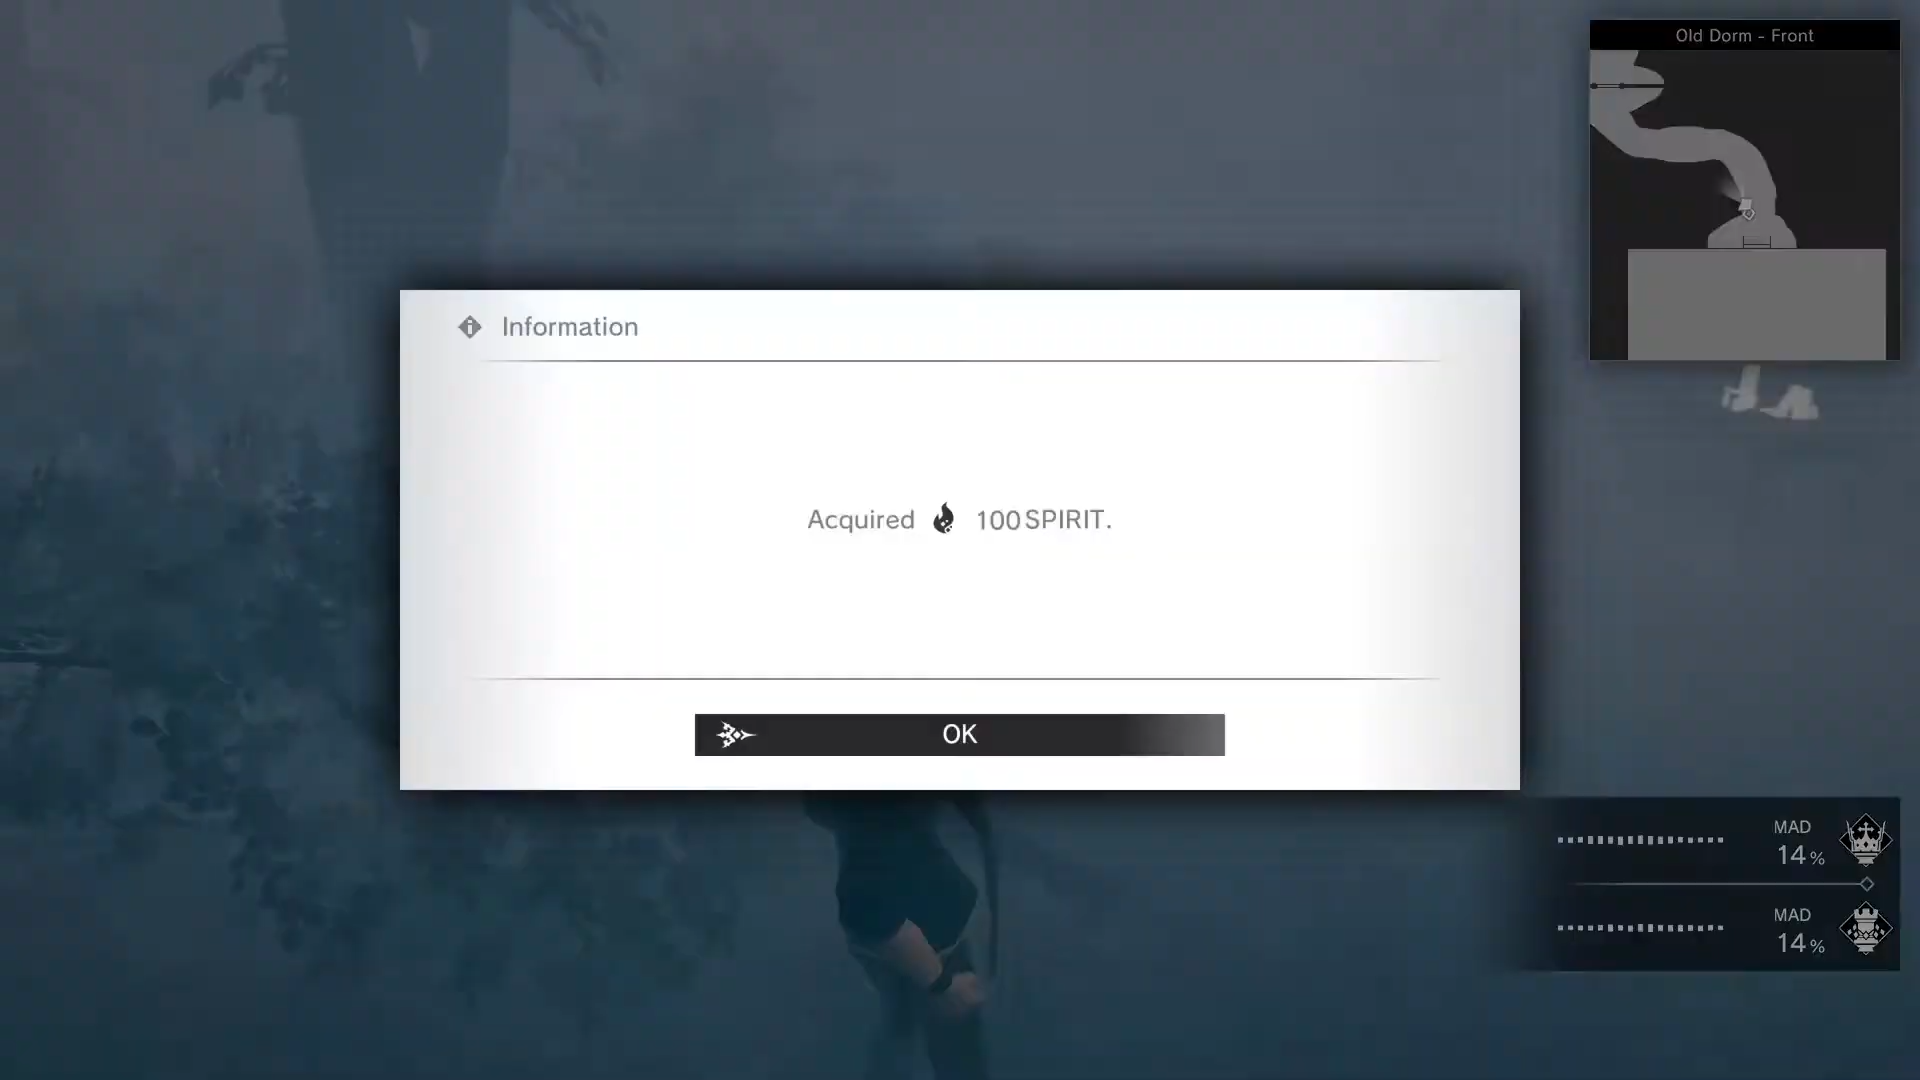 Old Dorm - Front
Information
Acquired 100 SPIRIT.
OK
MAD
14%
MAD
14%